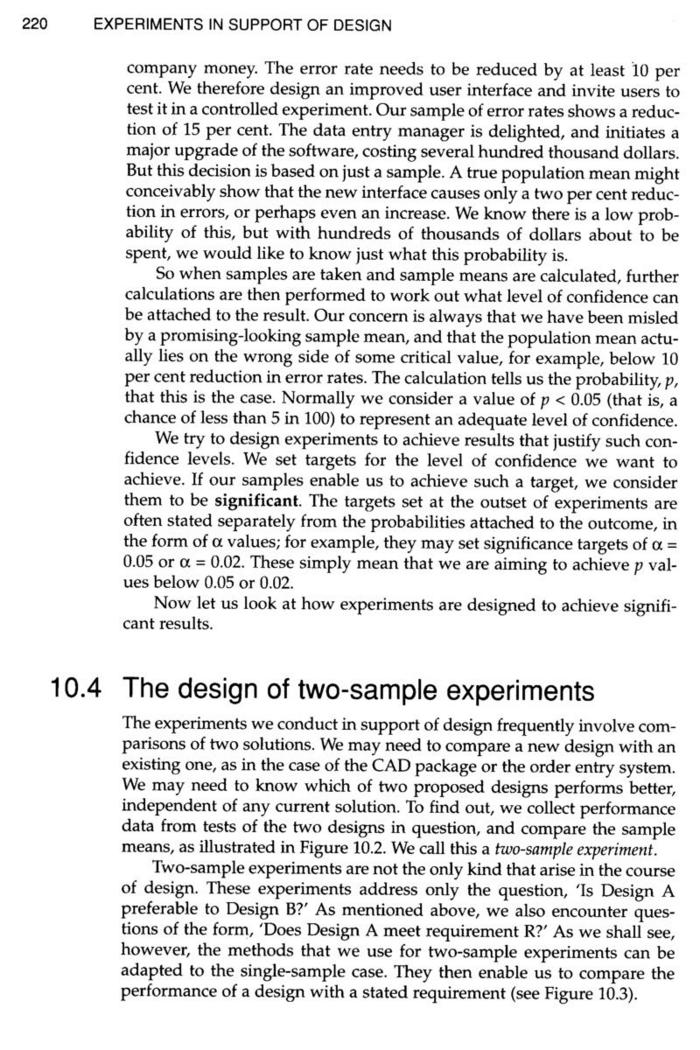 220 EXPERIMENTS IN SUPPORT OF DESIGN
company money. The error rate needs to be reduced by at least 10 per
cent. We therefore design an improved user interface and invite users to
test it in a controlled experiment. Our sample of error rates shows a reduc-
tion of 15 per cent. The data entry manager is delighted, and initiates a
major upgrade of the software, costing several hundred thousand dollars.
But this decision is based on just a sample. A true population mean might
conceivably show that the new interface causes only a two per cent reduc-
tion in errors, or perhaps even an increase. We know there is a low prob-
ability of this, but with hundreds of thousands of dollars about to be
spent, we would like to know just what this probability is.
So when samples are taken and sample means are calculated, further
calculations are then performed to work out what level of confidence can
be attached to the result. Our concern is always that we have been misled
by a promising-looking sample mean, and that the population mean actu-
ally lies on the wrong side of some critical value, for example, below 10
per cent reduction in error rates. The calculation tells us the probability, p,
that this is the case. Normally we consider a value of p < 0.05 (that is, a
chance of less than 5 in 100) to represent an adequate level of confidence.
We try to design experiments to achieve results that justify such con-
fidence levels. We set targets for the level of confidence we want to
achieve. If our samples enable us to achieve such a target, we consider
them to be significant. The targets set at the outset of experiments are
often stated separately from the probabilities attached to the outcome, in
the form of α values; for example, they may set significance targets of α =
0.05 or α = 0.02. These simply mean that we are aiming to achieve p val-
ues below 0.05 or 0.02.
Now let us look at how experiments are designed to achieve signifi-
cant results.
10.4 The design of two-sample experiments
The experiments we conduct in support of design frequently involve com-
parisons of two solutions. We may need to compare a new design with an
existing one, as in the case of the CAD package or the order entry system.
We may need to know which of two proposed designs performs better,
independent of any current solution. To find out, we collect performance
data from tests of the two designs in question, and compare the sample
means, as illustrated in Figure 10.2. We call this a two-sample experiment.
Two-sample experiments are not the only kind that arise in the course
of design. These experiments address only the question, 'Is Design A
preferable to Design B?' As mentioned above, we also encounter ques-
tions of the form, 'Does Design A meet requirement R?' As we shall see,
however, the methods that we use for two-sample experiments can be
adapted to the single-sample case. They then enable us to compare the
performance of a design with a stated requirement (see Figure 10.3).